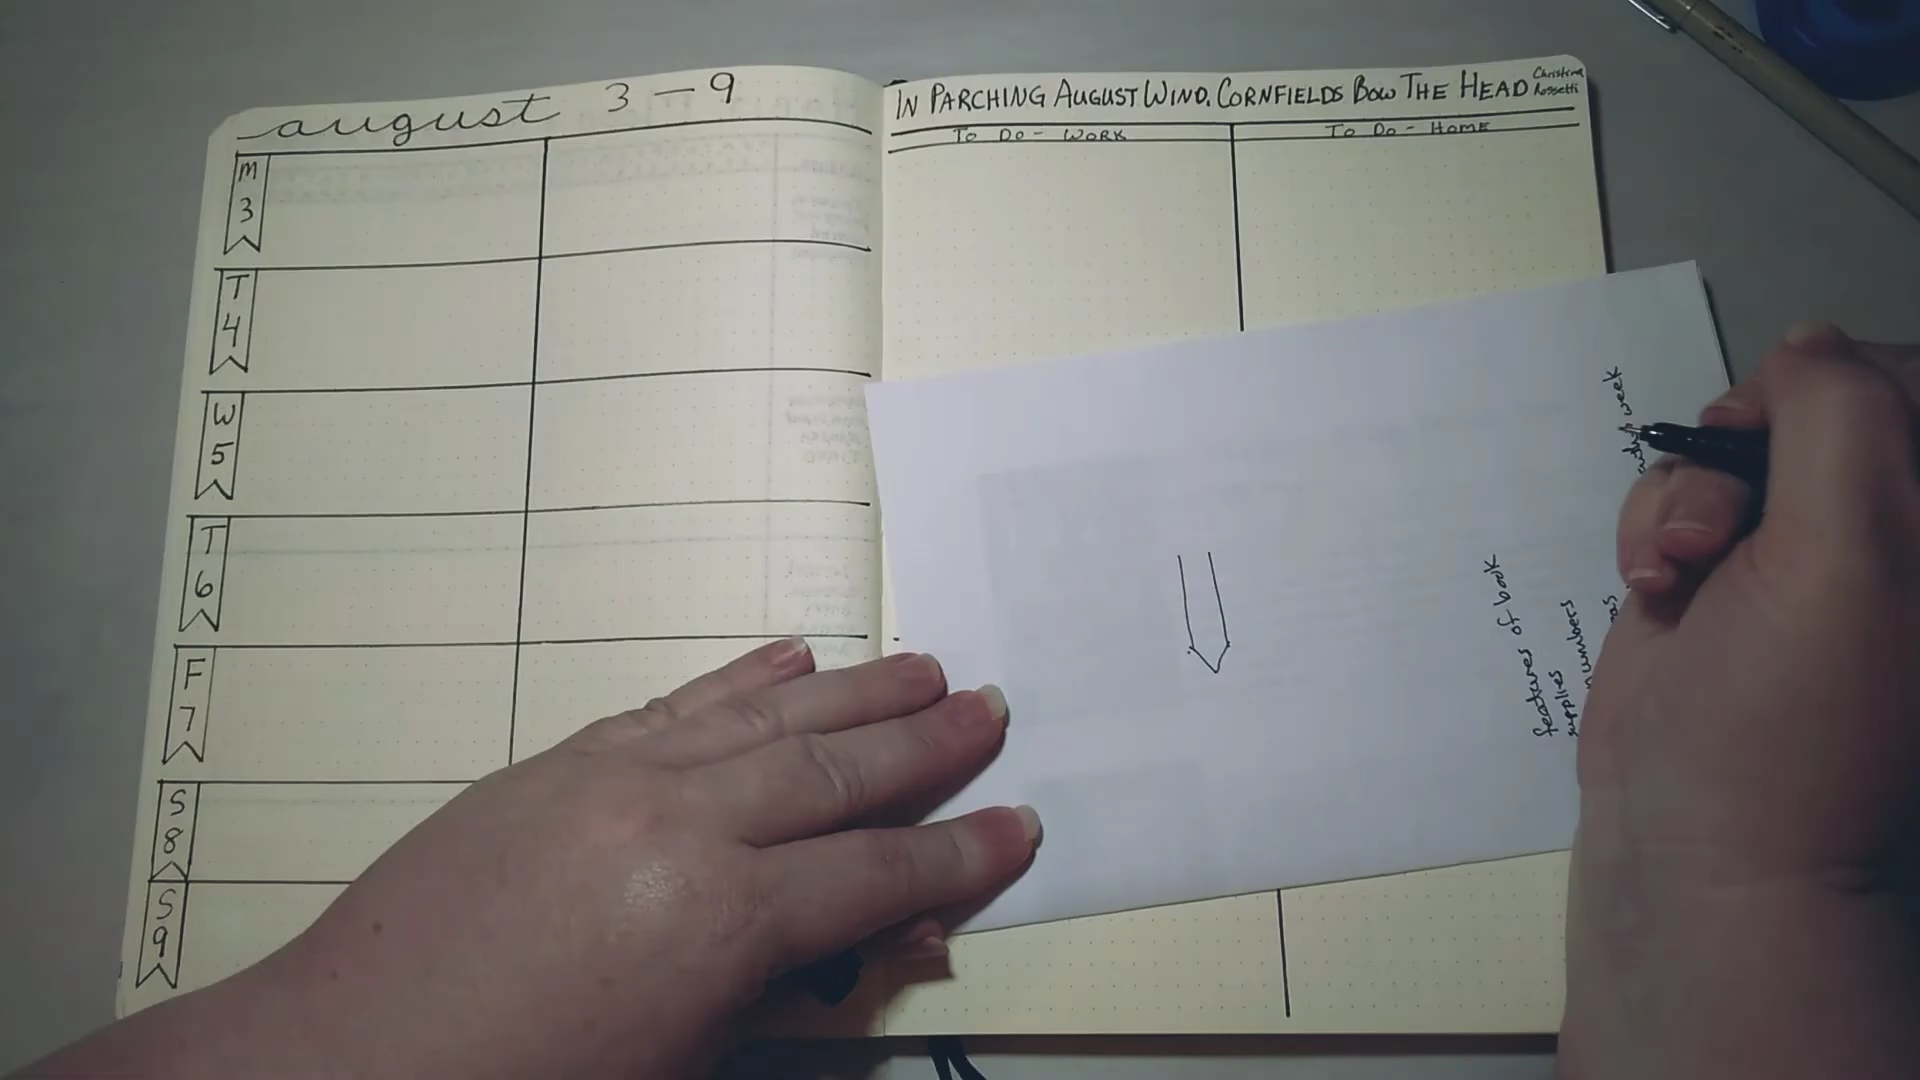 august 3 - 9
M
3
T
4
W
5
T
6
F
7
S
8
S
9
IN PARCHING AUGUST WIND, CORNFIELDS BOW THE HEAD
Christina
Rossetti
TO DO - WORK
TO DO - HOME
features of book
supplies
numbers
week